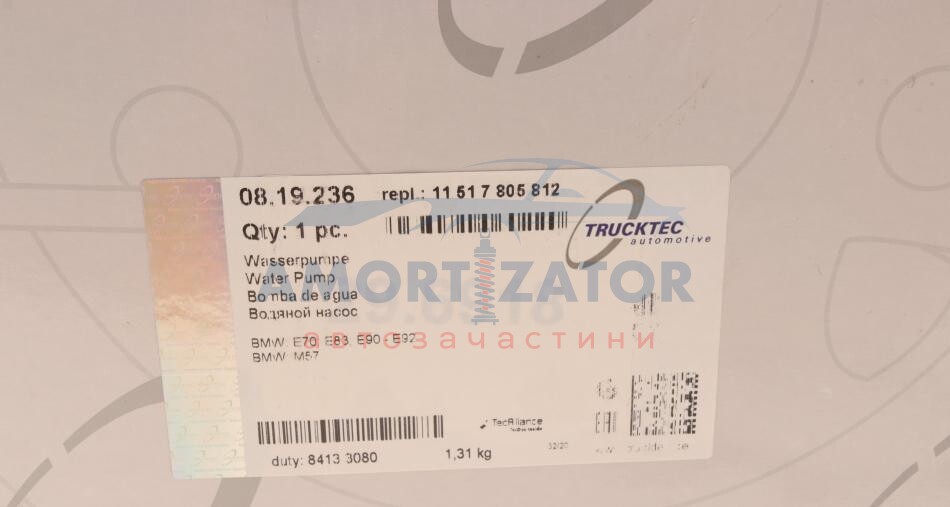 08.19.236 repl.: 11 51 7 805 812
Qty: 1 pc.
TRUCKTEC
automotive
Wasserpumpe
Water Pump
Bomba de agua
Водяной насос
AMORTIZATOR
автозапчастини
BMW: E70; E83; E90 - E92
BMW: M57
TecAlliance
duty: 8413 3080
1,31 kg
32/20